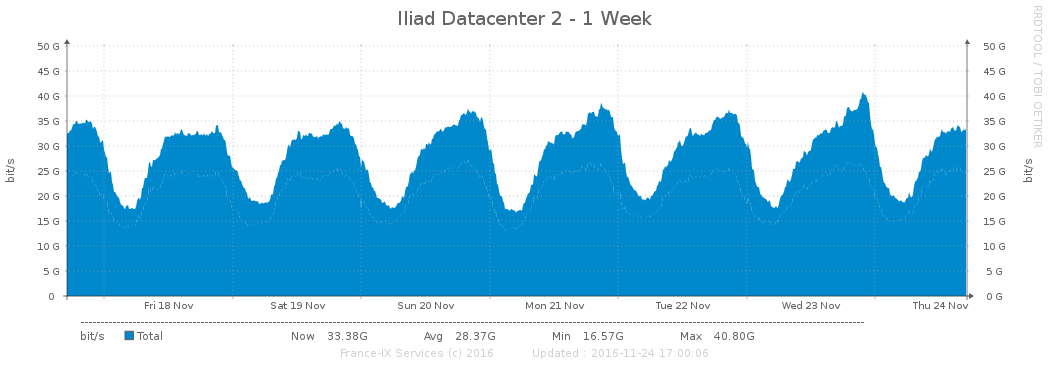 Iliad Datacenter 2 - 1 Week
RRDTOOL / TOBI OETIKER
bit/s
50 G 50 G
45 G 45 G
40 G 40 G
35 G 35 G
30 G 30 G
25 G 25 G
20 G 20 G
15 G 15 G
10 G 10 G
5 G 5 G
0 0 G
bit/s
Fri 18 Nov Sat 19 Nov Sun 20 Nov Mon 21 Nov Tue 22 Nov Wed 23 Nov Thu 24 Nov
bit/s Total Now 33.38G Avg 28.37G Min 16.57G Max 40.80G
France-IX Services (c) 2016 Updated : 2016-11-24 17:00:06